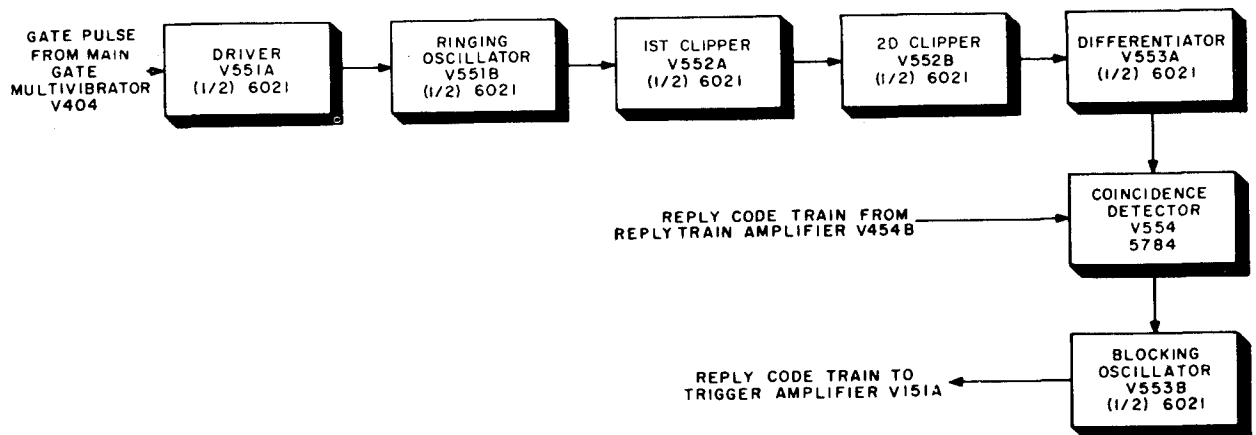 GATE PULSE
FROM MAIN
GATE
MULTIVIBRATOR
V404
DRIVER
V551A
(1/2) 6021
RINGING
OSCILLATOR
V551B
(1/2) 6021
1ST CLIPPER
V552A
(1/2) 6021
2D CLIPPER
V552B
(1/2) 6021
DIFFERENTIATOR
V553A
(1/2) 6021
REPLY CODE TRAIN FROM
REPLY TRAIN AMPLIFIER V454B
COINCIDENCE
DETECTOR
V554
5784
REPLY CODE TRAIN TO
TRIGGER AMPLIFIER V151A
BLOCKING
OSCILLATOR
V553B
(1/2) 6021